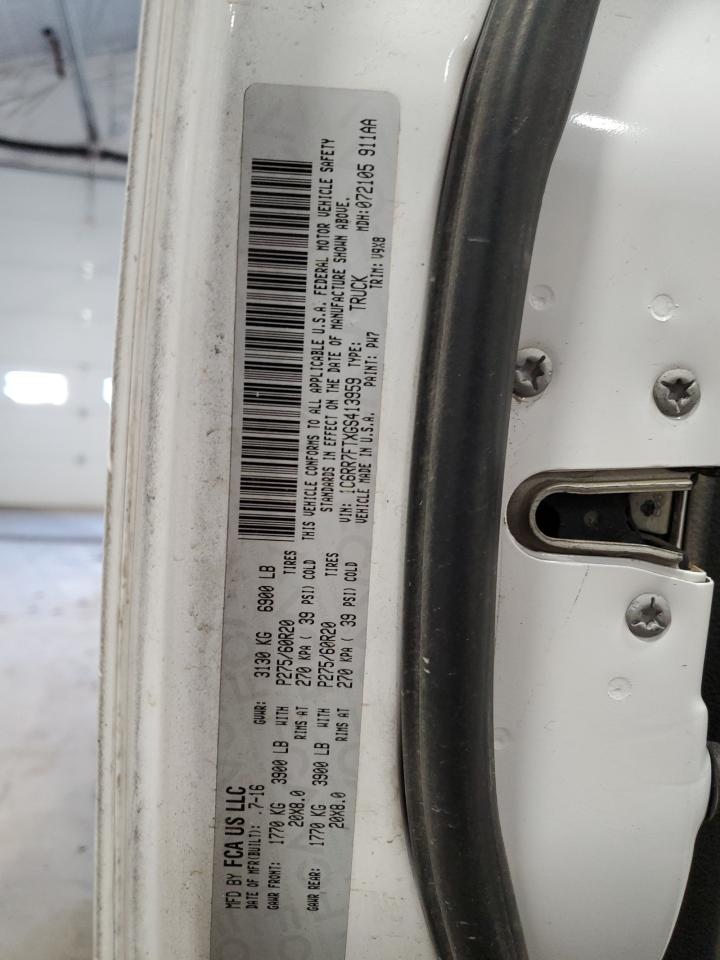 MFD BY FCA US LLC
DATE OF MFR(BUILT): .7-16 GVWR: 3130 KG 6900 LB
GAWR FRONT: 1770 KG 3900 LB WITH P275/60R20 TIRES
20X8.0 RIMS AT 270 KPA ( 39 PSI) COLD
GAWR REAR: 1770 KG 3900 LB WITH P275/60R20 TIRES
20X8.0 RIMS AT 270 KPA ( 39 PSI) COLD
THIS VEHICLE CONFORMS TO ALL APPLICABLE U.S.A. FEDERAL MOTOR VEHICLE SAFETY
STANDARDS IN EFFECT ON THE DATE OF MANUFACTURE SHOWN ABOVE.
VIN: 1C6RR7FTXGS413959 TYPE: TRUCK MDH:072105 911AA
VEHICLE MADE IN U.S.A. PAINT: PW7 TRIM: V9X8